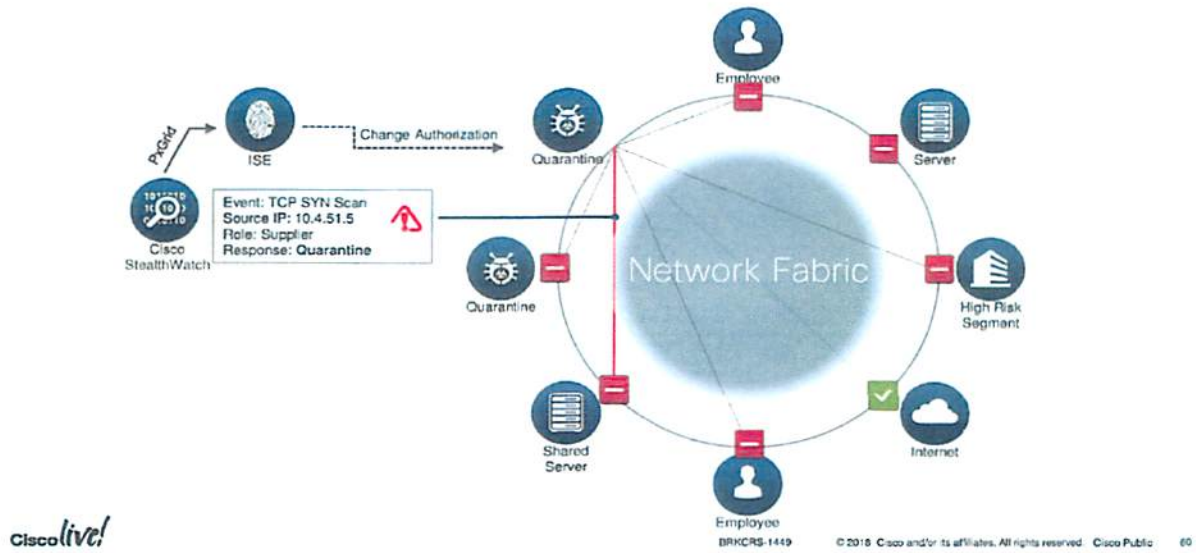 Employee
Server
PxGrid
ISE
Change Authorization
Quarantine
Cisco
StealthWatch
Event: TCP SYN Scan
Source IP: 10.4.51.5
Role: Supplier
Response: Quarantine
Quarantine
Network Fabric
High Risk
Segment
Shared
Server
Internet
Employee
Cisco live!
BRKCRS-1449
© 2018 Cisco and/or its affiliates. All rights reserved. Cisco Public
60